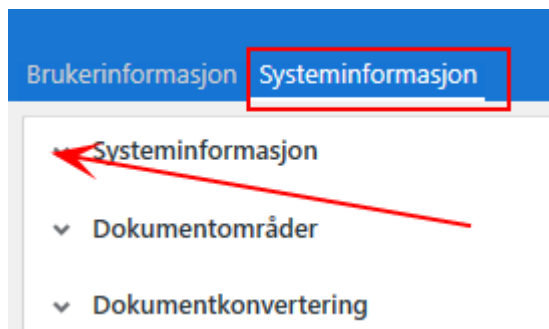 Brukerinformasjon Systeminformasjon
Systeminformasjon
Dokumentområder
Dokumentkonvertering